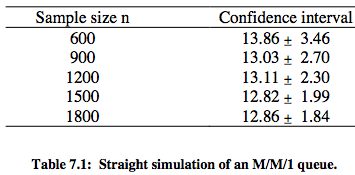 Sample size n Confidence interval
600 13.86 ± 3.46
900 13.03 ± 2.70
1200 13.11 ± 2.30
1500 12.82 ± 1.99
1800 12.86 ± 1.84
Table 7.1: Straight simulation of an M/M/1 queue.